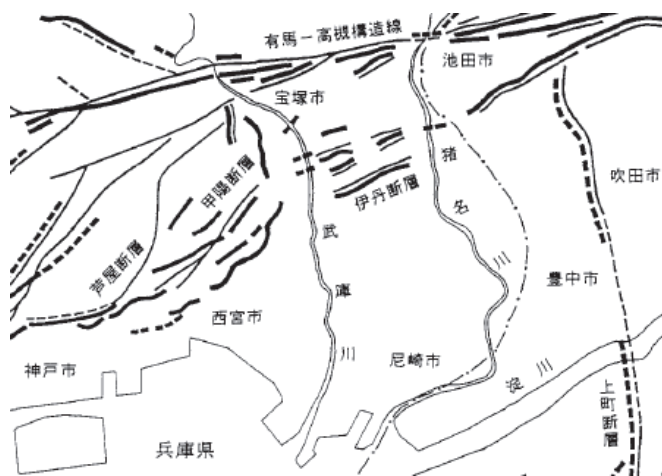 有馬ー高槻構造線
池田市
宝塚市
猪名川
吹田市
甲陽断層
伊丹断層
芦屋断層
武庫川
豊中市
西宮市
尼崎市
淀川
神戸市
上町断層
兵庫県